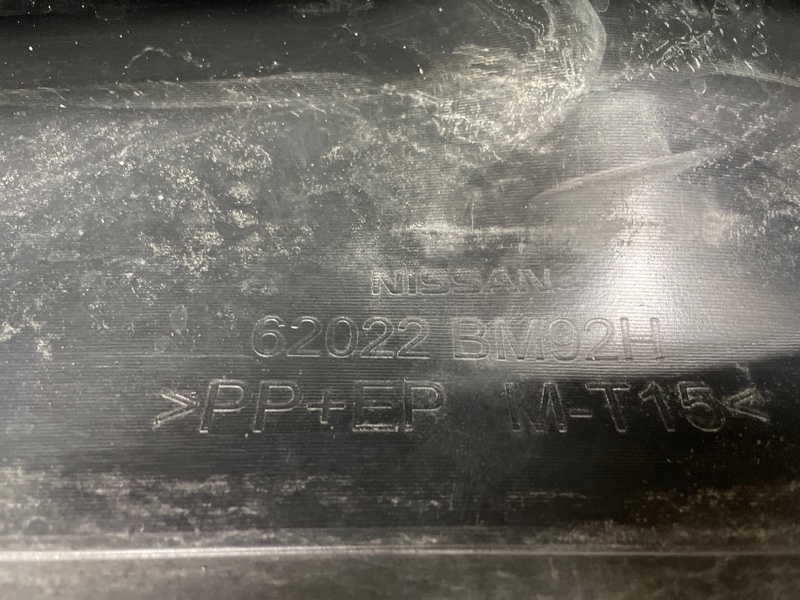 NISSAN
62022 BM92H
>PP+EP M-T15<